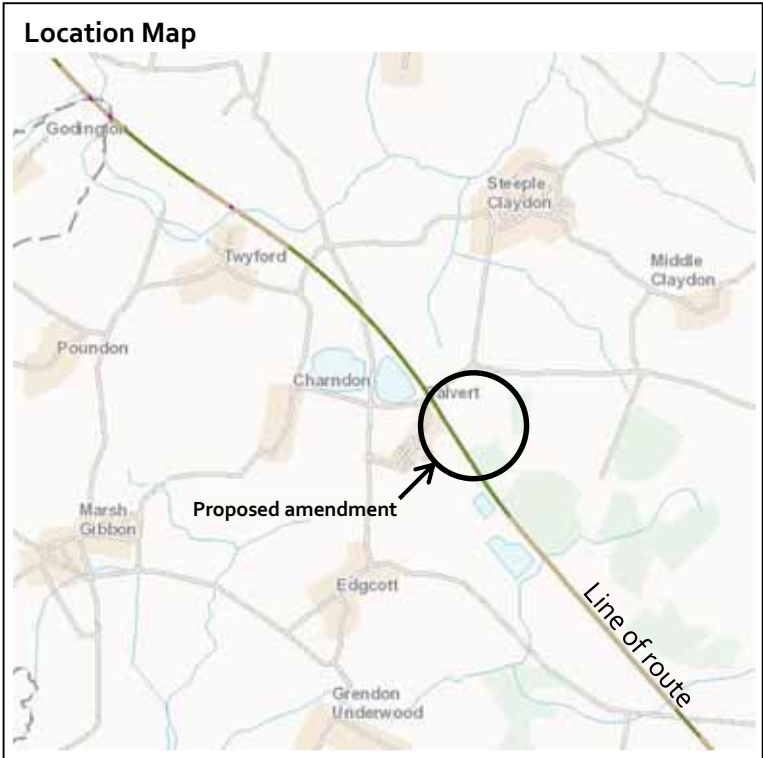 Location Map
Godington
Steeple
Claydon
Twyford
Middle
Claydon
Poundon
Charndon
alvert
Proposed amendment
Marsh
Gibbon
Edgcott
Line of route
Grendon
Underwood